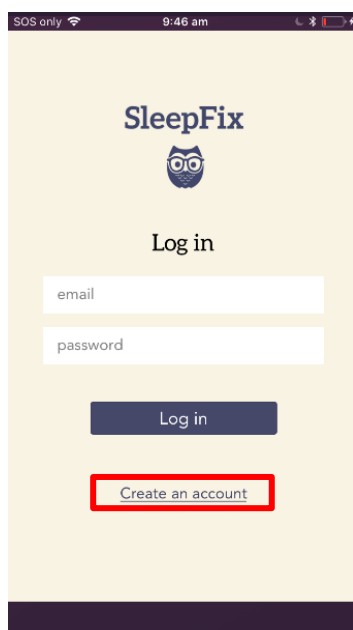 SOS only 9:46 am
SleepFix
Log in
email
password
Log in
Create an account